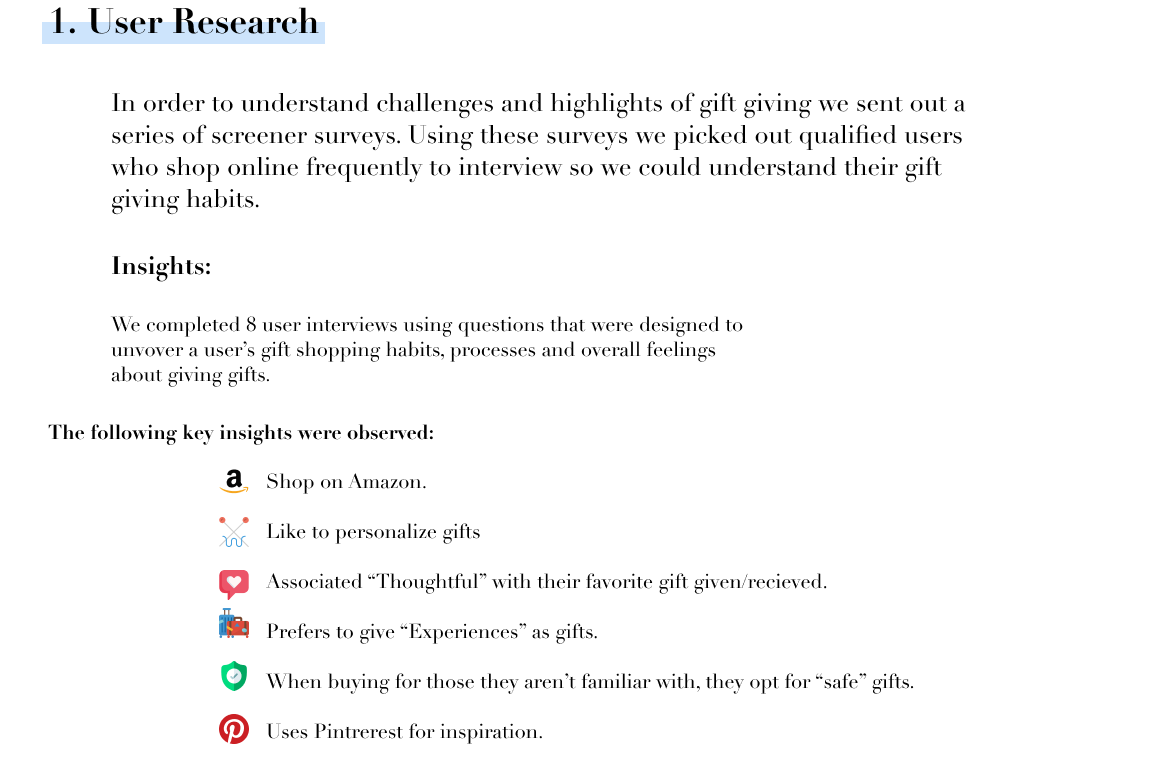 1. User Research
In order to understand challenges and highlights of gift giving we sent out a
series of screener surveys. Using these surveys we picked out qualified users
who shop online frequently to interview so we could understand their gift
giving habits.
Insights:
We completed 8 user interviews using questions that were designed to
unvover a user’s gift shopping habits, processes and overall feelings
about giving gifts.
The following key insights were observed:
a Shop on Amazon.
Like to personalize gifts
Associated “Thoughtful” with their favorite gift given/recieved.
Prefers to give “Experiences” as gifts.
When buying for those they aren’t familiar with, they opt for “safe” gifts.
Uses Pintrerest for inspiration.